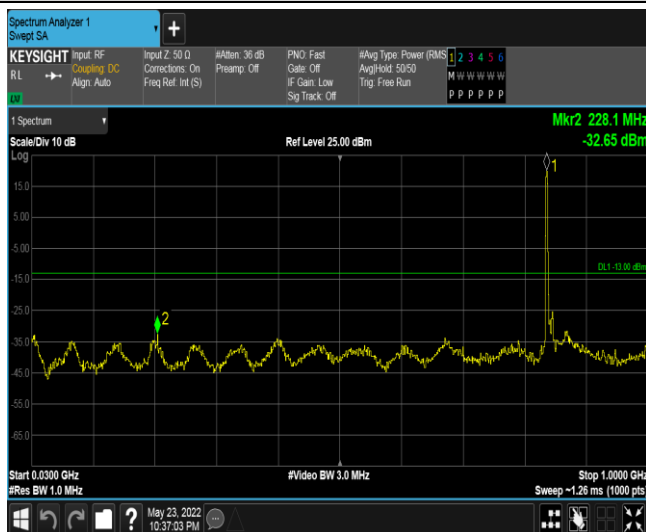 Spectrum Analyzer 1
Swept SA
+
KEYSIGHT Input: RF Input Z: 50 Ω #Atten: 36 dB PNO: Fast #Avg Type: Power (RMS 1 2 3 4 5 6
RL Coupling: DC Corrections: On Preamp: Off Gate: Off Avg|Hold: 50/50 M W W W W W
Align: Auto Freq Ref: Int (S) IF Gain: Low Trig: Free Run
Sig Track: Off P P P P P P
1 Spectrum Mkr2 228.1 MHz
Scale/Div 10 dB Ref Level 25.00 dBm -32.65 dBm
Log
1
15.0
5.00
-5.00
DL1 -13.00 dBm
-15.0
-25.0
2
-35.0
-45.0
-55.0
-65.0
Start 0.0300 GHz #Video BW 3.0 MHz Stop 1.0000 GHz
#Res BW 1.0 MHz Sweep ~1.26 ms (1000 pts)
? May 23, 2022
10:37:03 PM